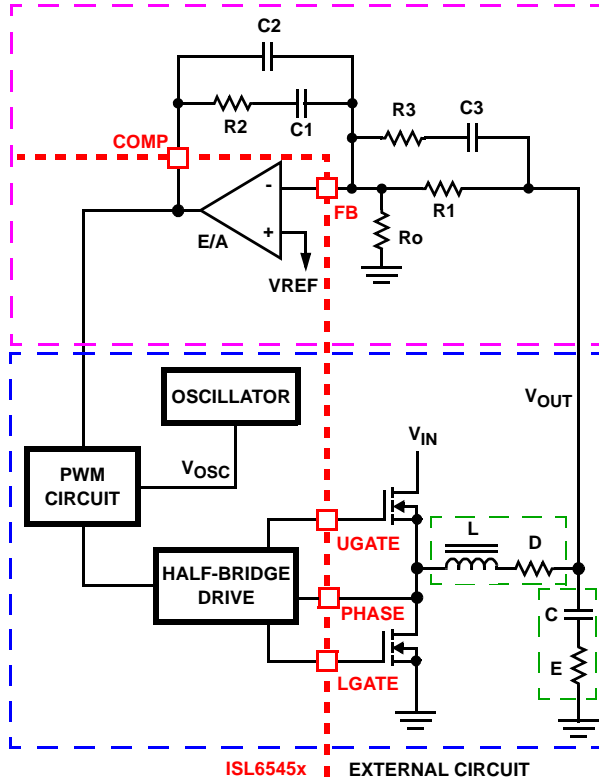 C2
R2
C1
R3
C3
COMP
-
+
E/A
FB
R1
Ro
VREF
OSCILLATOR
VOUT
VIN
PWM
CIRCUIT
VOSC
L
D
UGATE
HALF-BRIDGE
DRIVE
PHASE
C
E
LGATE
ISL6545x
EXTERNAL CIRCUIT